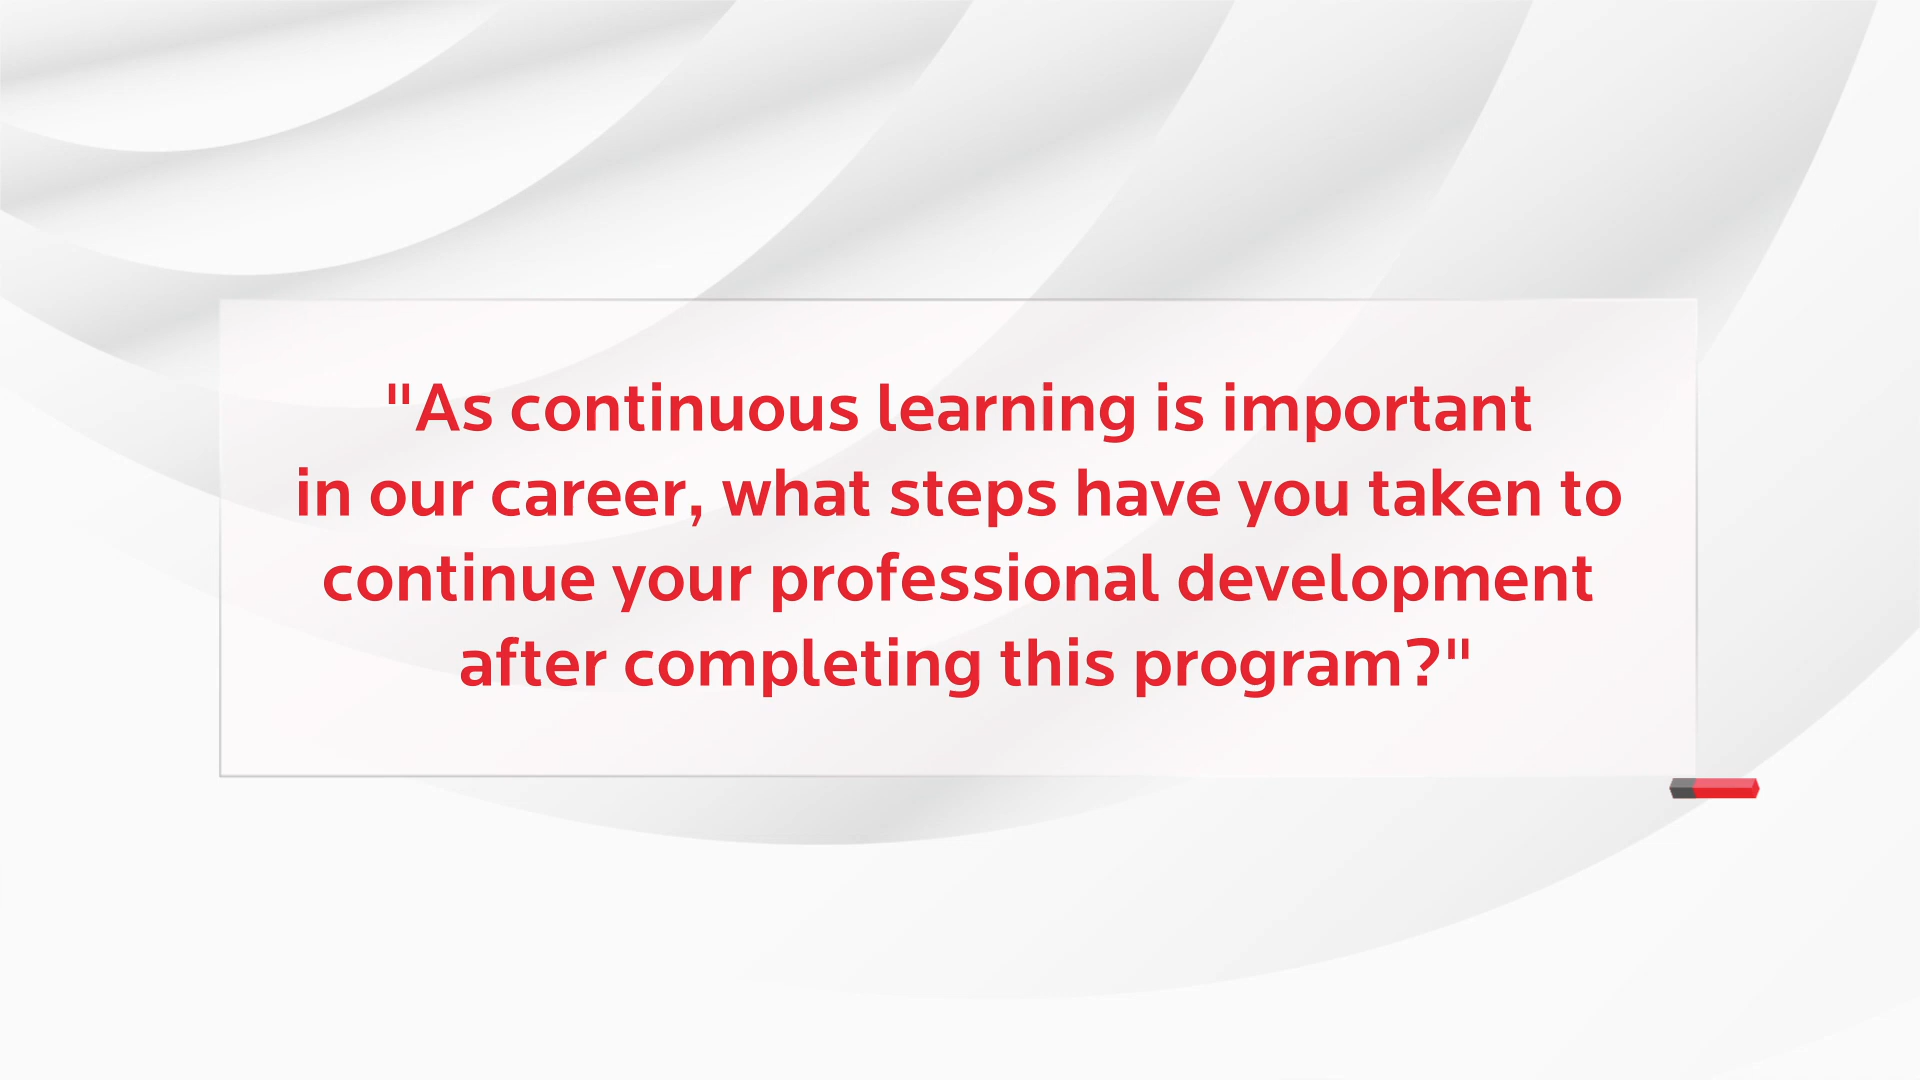 "As continuous learning is important
in our career, what steps have you taken to
continue your professional development
after completing this program?"